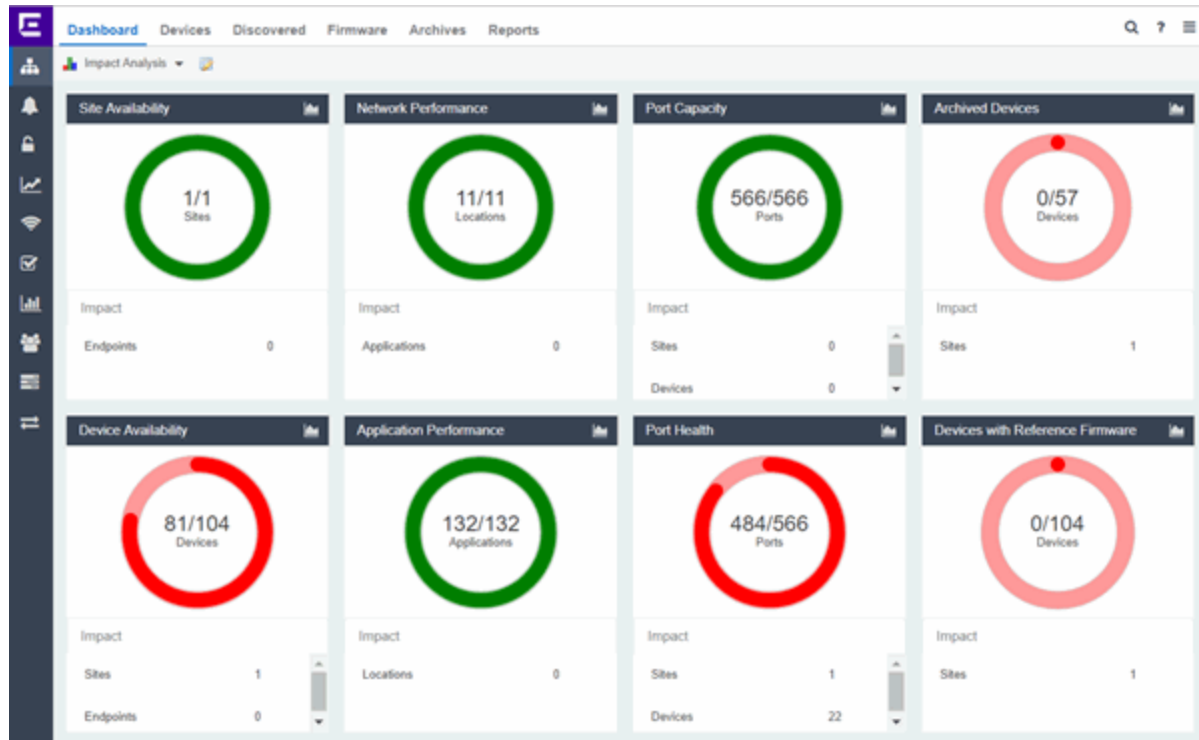 Dashboard Devices Discovered Firmware Archives Reports ?
Impact Analysis
Site Availability
1/1
Sites
Impact
Endpoints 0
Network Performance
11/11
Locations
Impact
Applications 0
Port Capacity
566/566
Ports
Impact
Sites 0
Devices 0
Archived Devices
0/57
Devices
Impact
Sites 1
Device Availability
81/104
Devices
Impact
Sites 1
Endpoints 0
Application Performance
132/132
Applications
Impact
Locations 0
Port Health
484/566
Ports
Impact
Sites 1
Devices 22
Devices with Reference Firmware
0/104
Devices
Impact
Sites 1